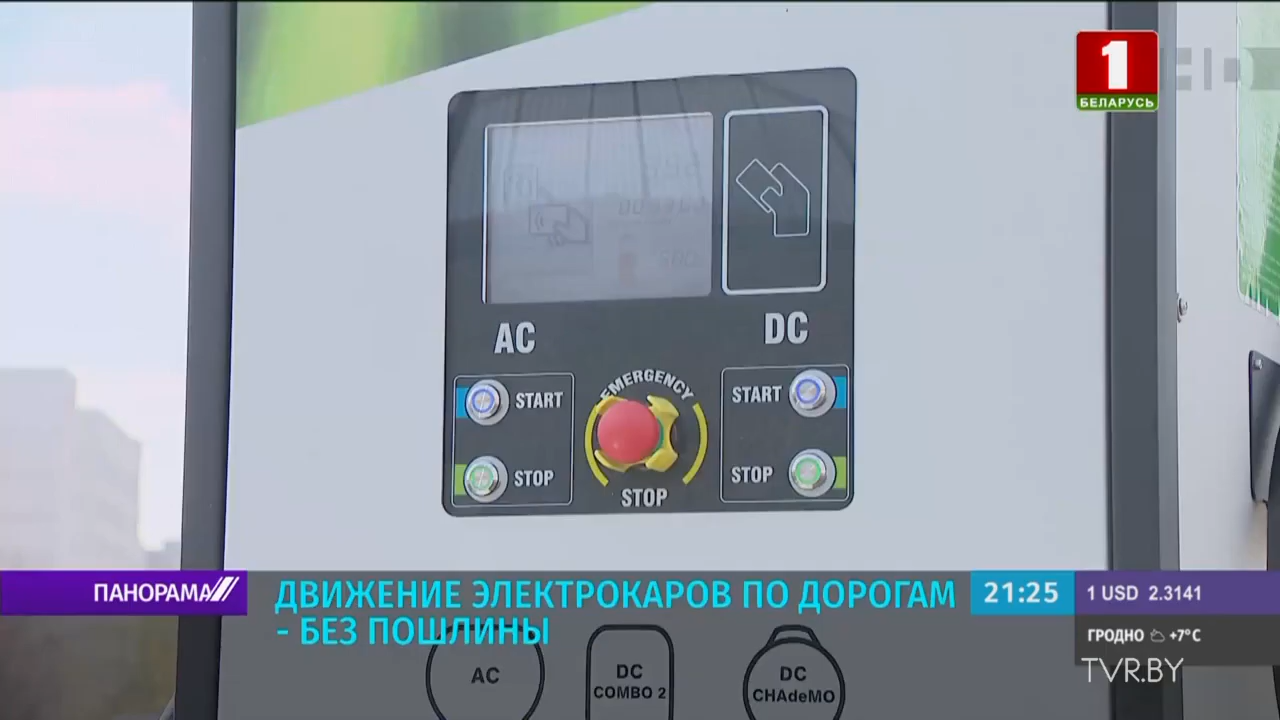 1
БЕЛАРУСЬ
AC
DC
START
EMERGENCY
START
STOP
STOP
STOP
ПАНОРАМА
ДВИЖЕНИЕ ЭЛЕКТРОКАРОВ ПО ДОРОГАМ
- БЕЗ ПОШЛИНЫ
21:25
1 USD 2.3141
ГРОДНО +7°C
TVR.BY
AC
DC
COMBO 2
DC
CHAdeMO